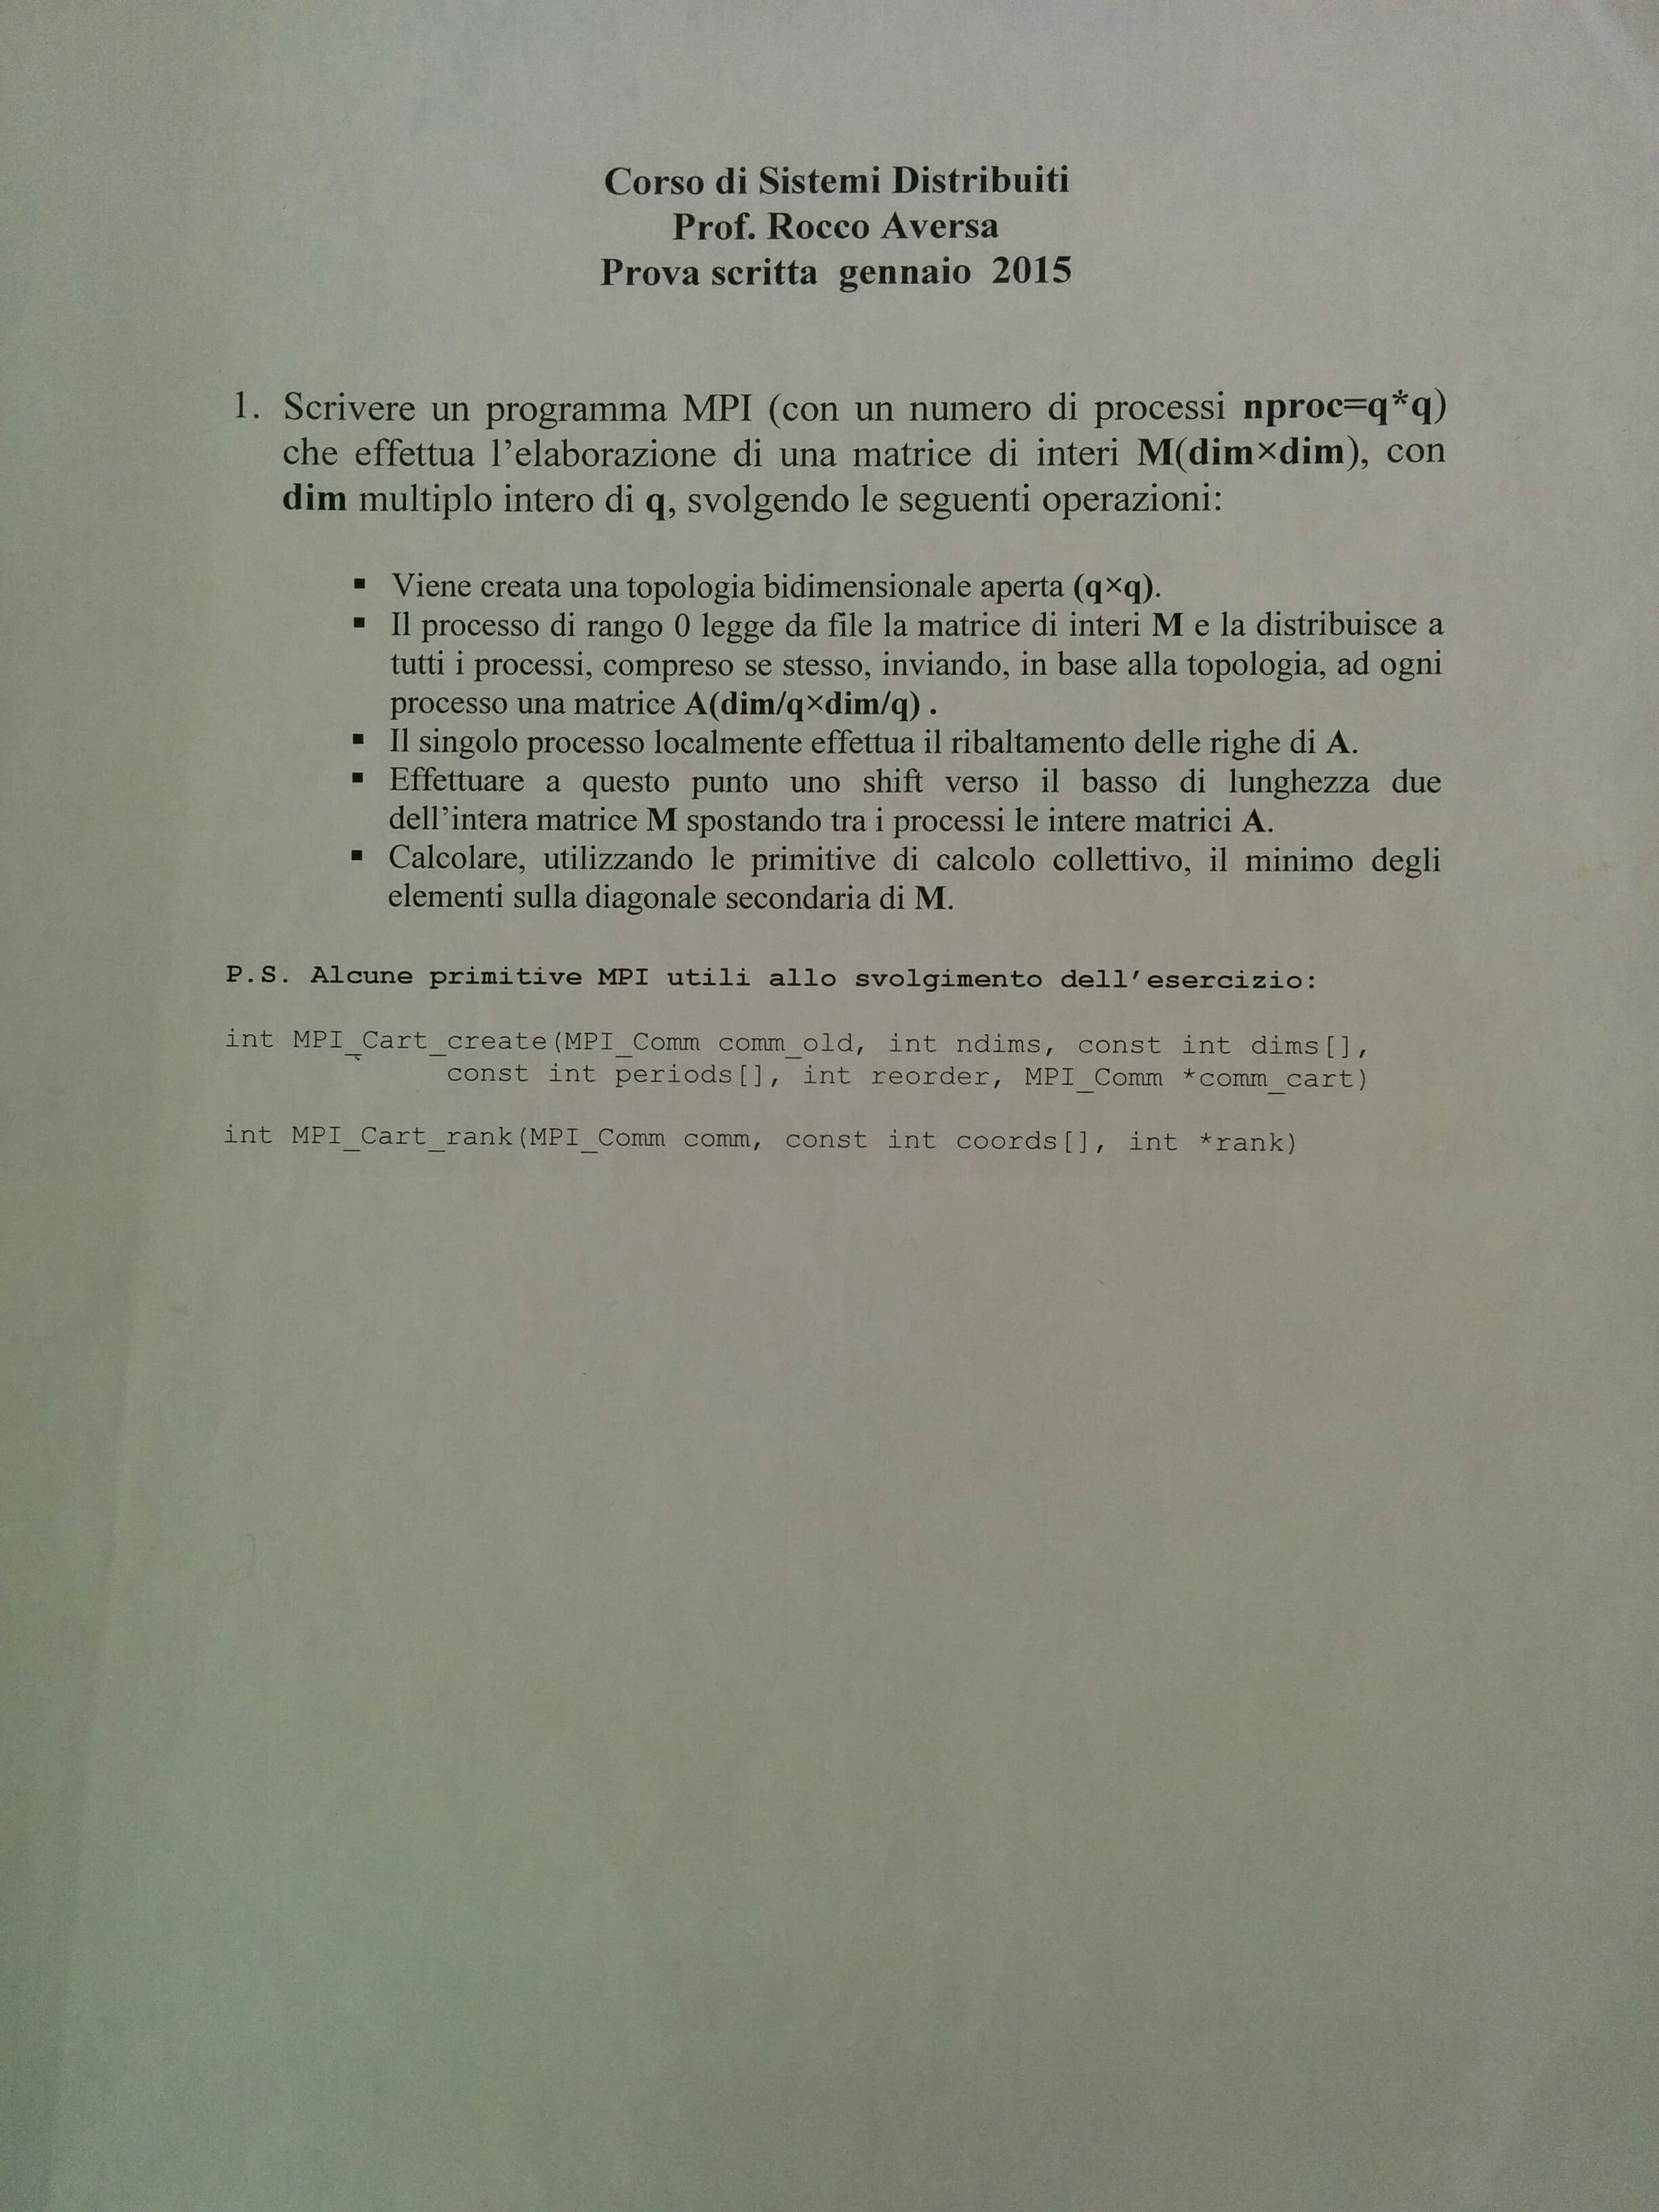 Corso di Sistemi Distribuiti
Prof. Rocco Aversa
Prova scritta gennaio 2015
1. Scrivere un programma MPI (con un numero di processi nproc=q*q)
che effettua l'elaborazione di una matrice di interi M(dim×dim), con
dim multiplo intero di q, svolgendo le seguenti operazioni:
▪ Viene creata una topologia bidimensionale aperta (q×q).
▪ Il processo di rango 0 legge da file la matrice di interi M e la distribuisce a
tutti i processi, compreso se stesso, inviando, in base alla topologia, ad ogni
processo una matrice A(dim/q×dim/q) .
▪ Il singolo processo localmente effettua il ribaltamento delle righe di A.
▪ Effettuare a questo punto uno shift verso il basso di lunghezza due
dell'intera matrice M spostando tra i processi le intere matrici A.
▪ Calcolare, utilizzando le primitive di calcolo collettivo, il minimo degli
elementi sulla diagonale secondaria di M.
P.S. Alcune primitive MPI utili allo svolgimento dell'esercizio:
int MPI_Cart_create(MPI_Comm comm_old, int ndims, const int dims[],
const int periods[], int reorder, MPI_Comm *comm_cart)
int MPI_Cart_rank(MPI_Comm comm, const int coords[], int *rank)